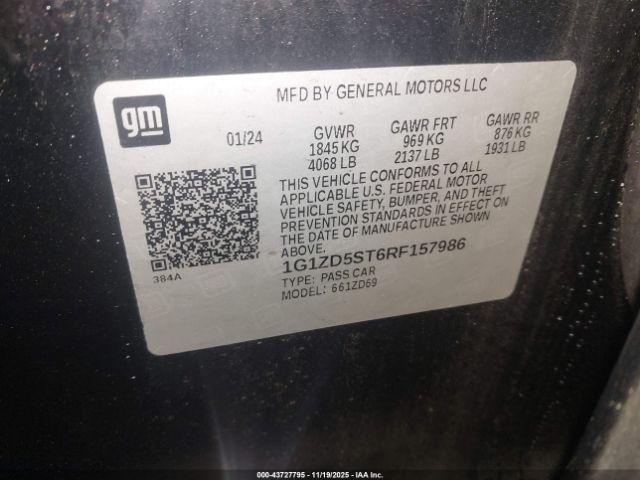 MFD BY GENERAL MOTORS LLC
gm
01/24 GVWR GAWR FRT GAWR RR
1845 KG 969 KG 876 KG
4068 LB 2137 LB 1931 LB
THIS VEHICLE CONFORMS TO ALL
APPLICABLE U.S. FEDERAL MOTOR
VEHICLE SAFETY, BUMPER, AND THEFT
PREVENTION STANDARDS IN EFFECT ON
THE DATE OF MANUFACTURE SHOWN
ABOVE.
1G1ZD5ST6RF157986
TYPE: PASS CAR
MODEL: 661ZD69
384A
000-43727795 - 11/19/2025 - IAA Inc.